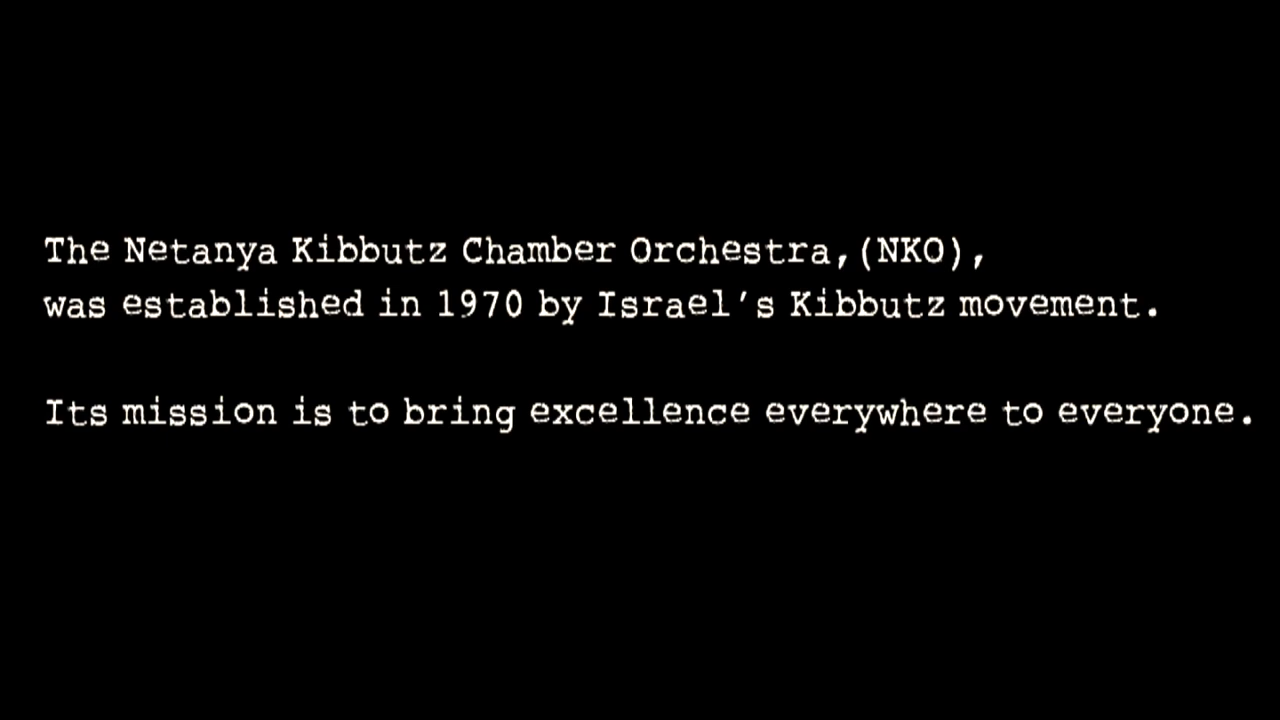 The Netanya Kibbutz Chamber Orchestra,(NKO),
was established in 1970 by Israel's Kibbutz movement.
Its mission is to bring excellence everywhere to everyone.